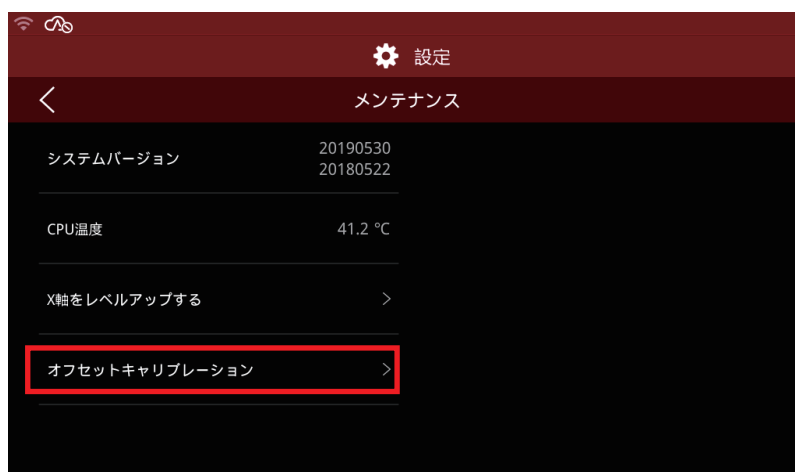 設定
メンテナンス
システムバージョン
20190530
20180522
CPU温度
41.2 °C
X軸をレベルアップする
オフセットキャリブレーション